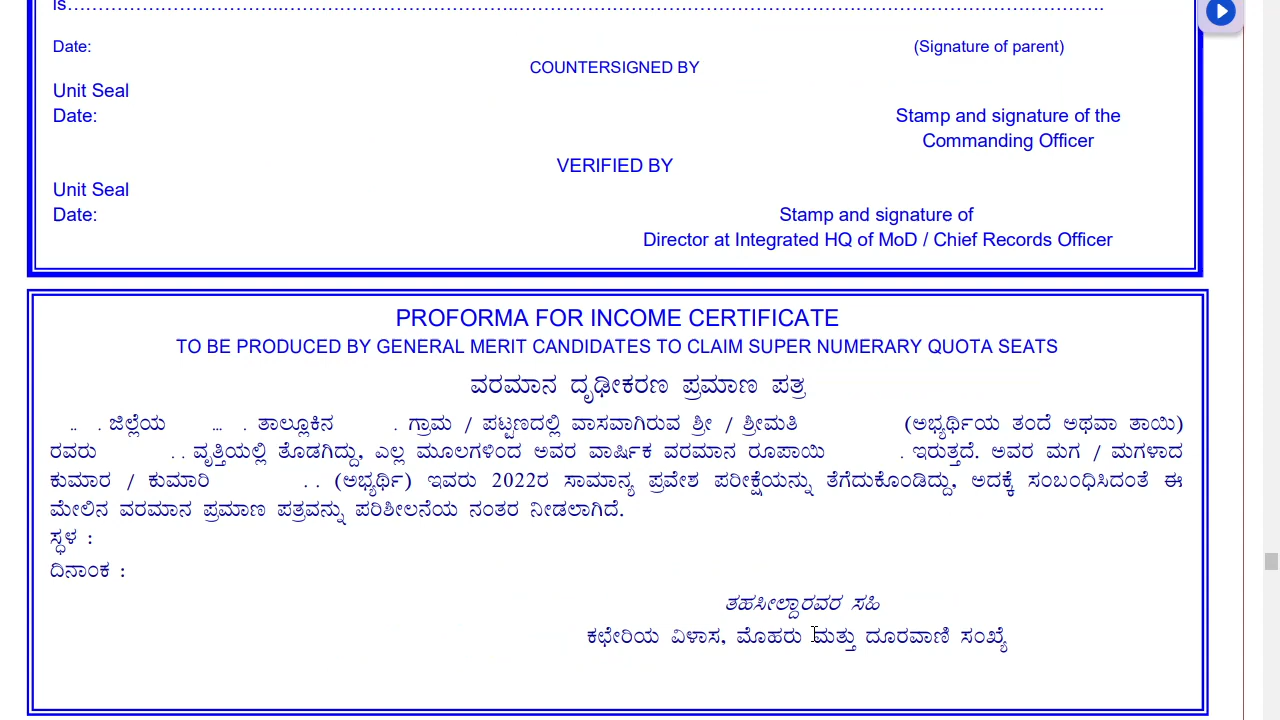 is…………………………………………………………………………………………………………….
Date: (Signature of parent)
COUNTERSIGNED BY
Unit Seal
Date: Stamp and signature of the
Commanding Officer
VERIFIED BY
Unit Seal
Date: Stamp and signature of
Director at Integrated HQ of MoD / Chief Records Officer
PROFORMA FOR INCOME CERTIFICATE
TO BE PRODUCED BY GENERAL MERIT CANDIDATES TO CLAIM SUPER NUMERARY QUOTA SEATS
ವರಮಾನ ದೃಢೀಕರಣ ಪ್ರಮಾಣ ಪತ್ರ
.. . ಜಿಲ್ಲೆಯ ... . ತಾಲ್ಲೂಕಿನ . ಗ್ರಾಮ / ಪಟ್ಟಣದಲ್ಲಿ ವಾಸವಾಗಿರುವ ಶ್ರೀ / ಶ್ರೀಮತಿ (ಅಭ್ಯರ್ಥಿಯ ತಂದೆ ಅಥವಾ ತಾಯಿ)
ರವರು . . ವೃತ್ತಿಯಲ್ಲಿ ತೊಡಗಿದ್ದು, ಎಲ್ಲ ಮೂಲಗಳಿಂದ ಅವರ ವಾರ್ಷಿಕ ವರಮಾನ ರೂಪಾಯಿ . ಇರುತ್ತದೆ. ಅವರ ಮಗ / ಮಗಳಾದ
ಕುಮಾರ / ಕುಮಾರಿ . . (ಅಭ್ಯರ್ಥಿ) ಇವರು 2022ರ ಸಾಮಾನ್ಯ ಪ್ರವೇಶ ಪರೀಕ್ಷೆಯನ್ನು ತೆಗೆದುಕೊಂಡಿದ್ದು, ಅದಕ್ಕೆ ಸಂಬಂಧಿಸಿದಂತೆ ಈ
ಮೇಲಿನ ವರಮಾನ ಪ್ರಮಾಣ ಪತ್ರವನ್ನು ಪರಿಶೀಲನೆಯ ನಂತರ ನೀಡಲಾಗಿದೆ.
ಸ್ಥಳ :
ದಿನಾಂಕ :
ತಹಸೀಲ್ದಾರವರ ಸಹಿ
ಕಛೇರಿಯ ವಿಳಾಸ, ಮೊಹರು ಮತ್ತು ದೂರವಾಣಿ ಸಂಖ್ಯೆ